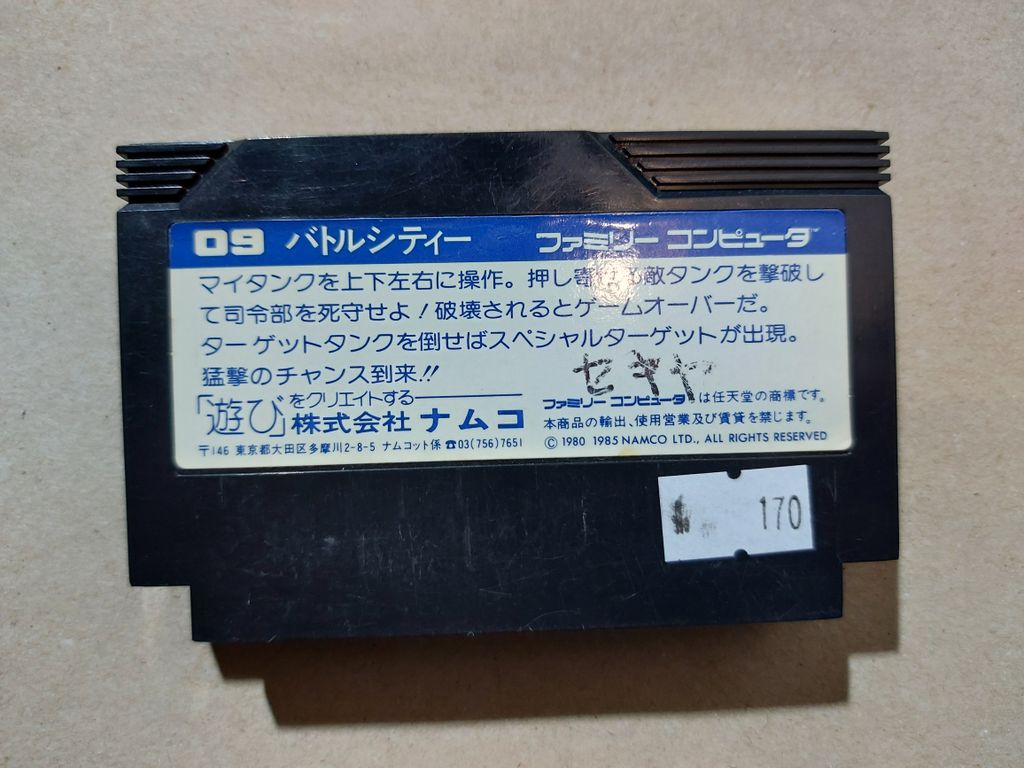 09 バトルシティー ファミリー コンピュータ™
マイタンクを上下左右に操作。押し寄せる敵タンクを撃破し
て司令部を死守せよ！破壊されるとゲームオーバーだ。
ターゲットタンクを倒せばスペシャルターゲットが出現。
猛撃のチャンス到来!!
セキヤ
「遊び」をクリエイトする
株式会社 ナムコ
〒146 東京都大田区多摩川2-8-5 ナムコット係 ☎03(756)7651
ファミリー コンピュータは任天堂の商標です。
本商品の輸出、使用営業及び賃貸を禁じます。
© 1980 1985 NAMCO LTD., ALL RIGHTS RESERVED
170